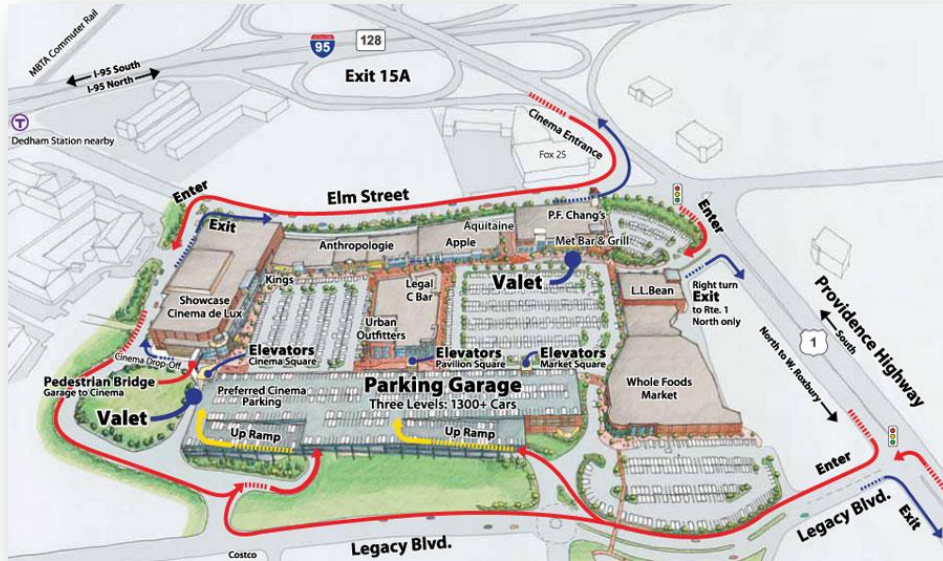 MBTA Commuter Rail
I-95 South
I-95 North
95
128
Exit 15A
T
Dedham Station nearby
Cinema Entrance
Fox 25
Enter
Elm Street
Exit
Enter
P.F. Chang's
Aquitaine
Anthropologie
Apple
Met Bar & Grill
Kings
Valet
Legal
C Bar
L.L.Bean
Right turn
Exit
to Rte. 1
North only
Showcase
Cinema de Lux
Urban
Outfitters
Providence Highway
1
South
North to W. Roxbury
Cinema Drop-Off
Elevators
Cinema Square
Elevators
Pavilion Square
Elevators
Market Square
Pedestrian Bridge
Garage to Cinema
Preferred Cinema
Parking
Parking Garage
Three Levels: 1300+ Cars
Whole Foods
Market
Valet
Up Ramp
Up Ramp
Enter
Legacy Blvd.
Exit
Legacy Blvd.
Costco